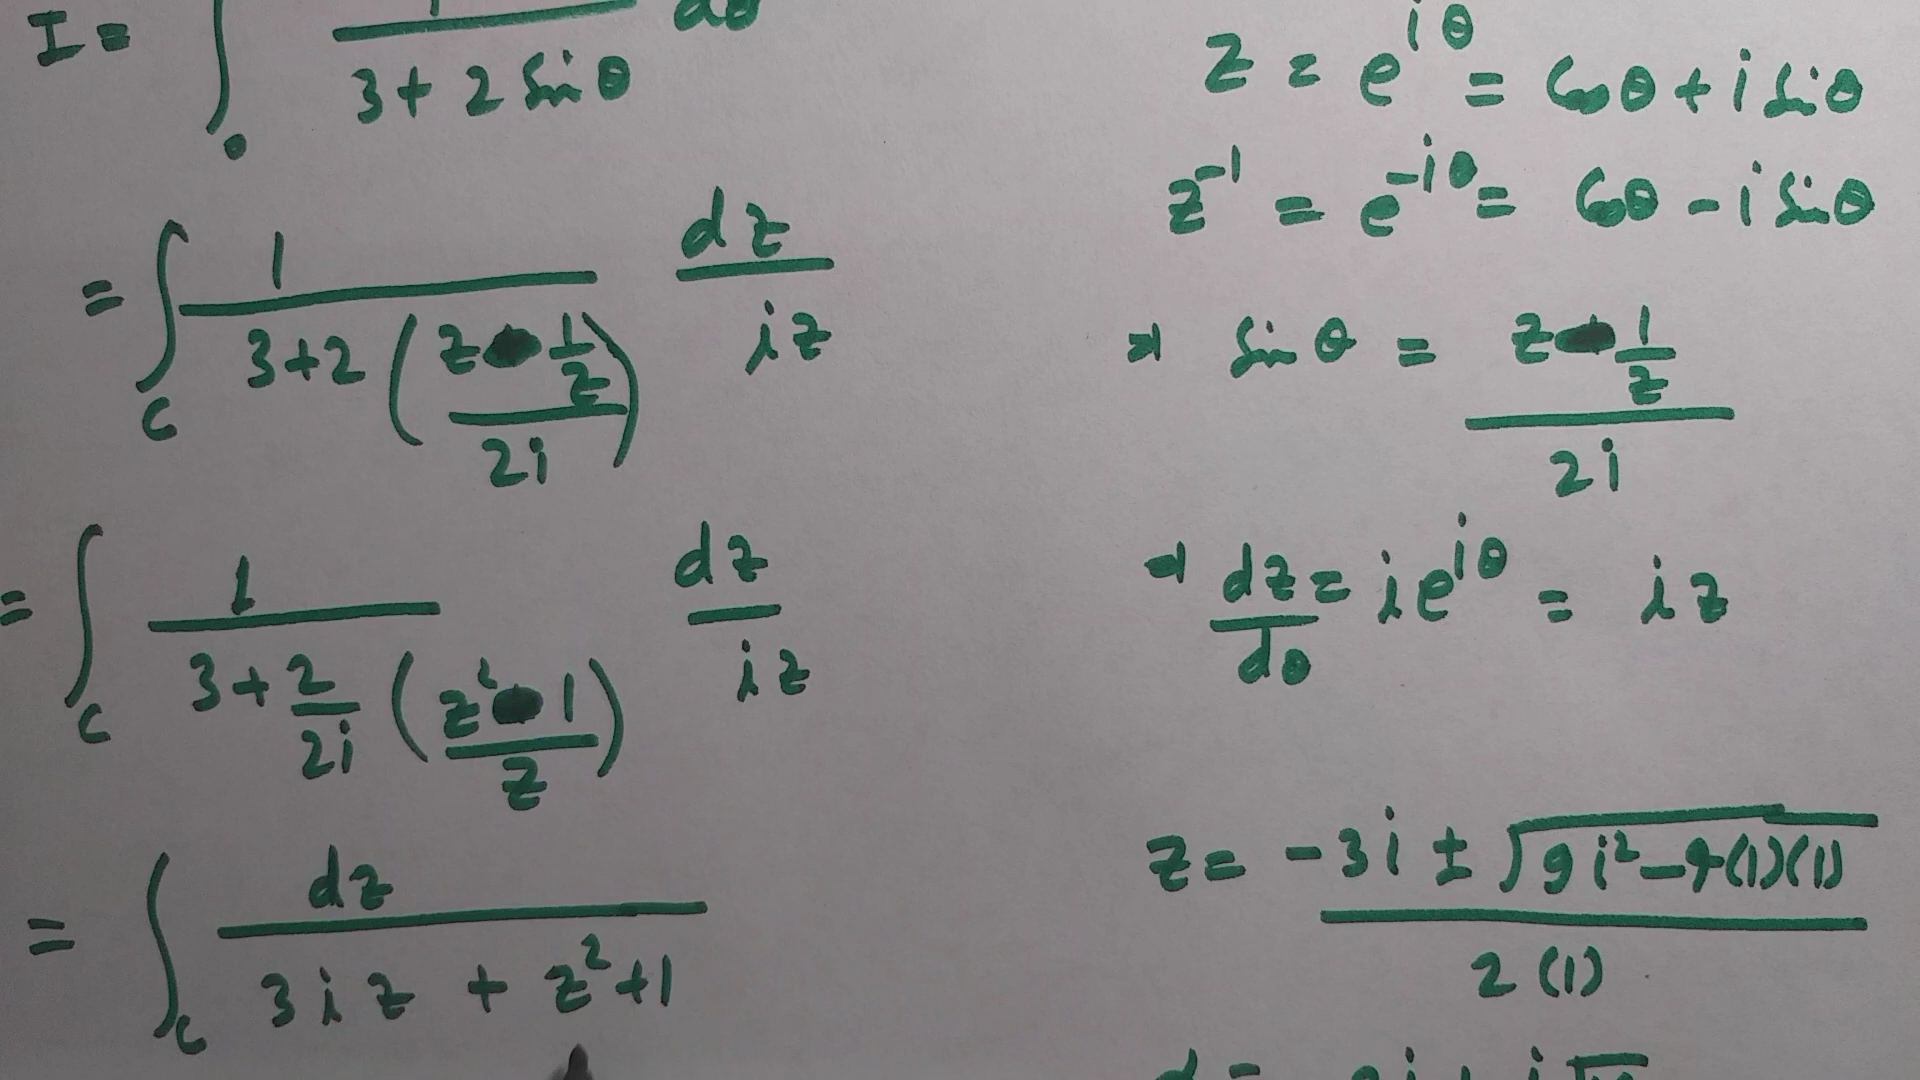 I = ∫₀ 1/(3 + 2 Sin θ) dθ
= ∫_C 1/(3+2((z - 1/z)/2i)) dz/iz
= ∫_C 1/(3 + 2/2i ((z² - 1)/z)) dz/iz
= ∫_C dz/(3iz + z² + 1)
z = e^{iθ} = Cos θ + i Sin θ
z^{-1} = e^{-iθ} = Cos θ - i Sin θ
⇒ Sin θ = (z - 1/z)/2i
⇒ dz/dθ = ie^{iθ} = iz
z = (-3i ± √(9i² - 4(1)(1)))/2(1)